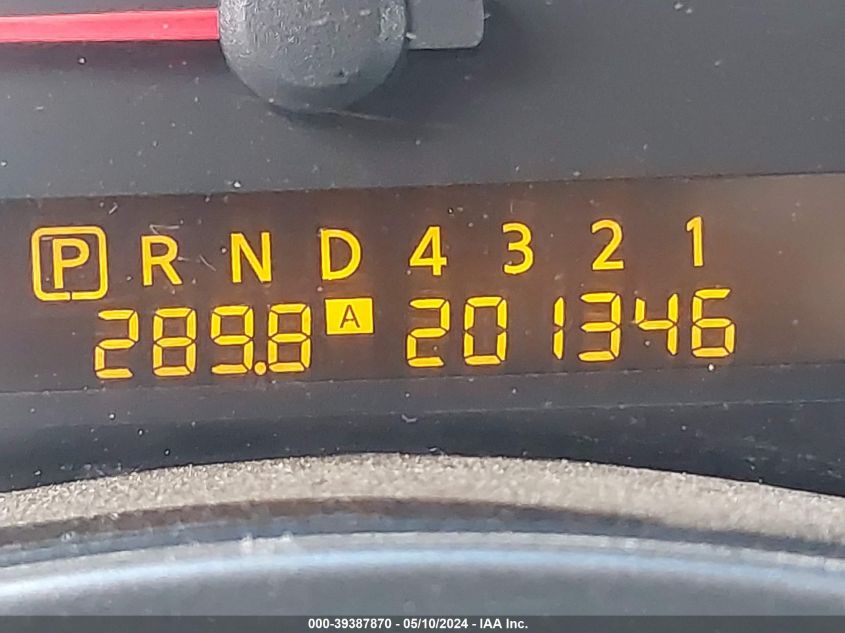 P R N D 4 3 2 1
289.8 A 201346
000-39387870 - 05/10/2024 - IAA Inc.